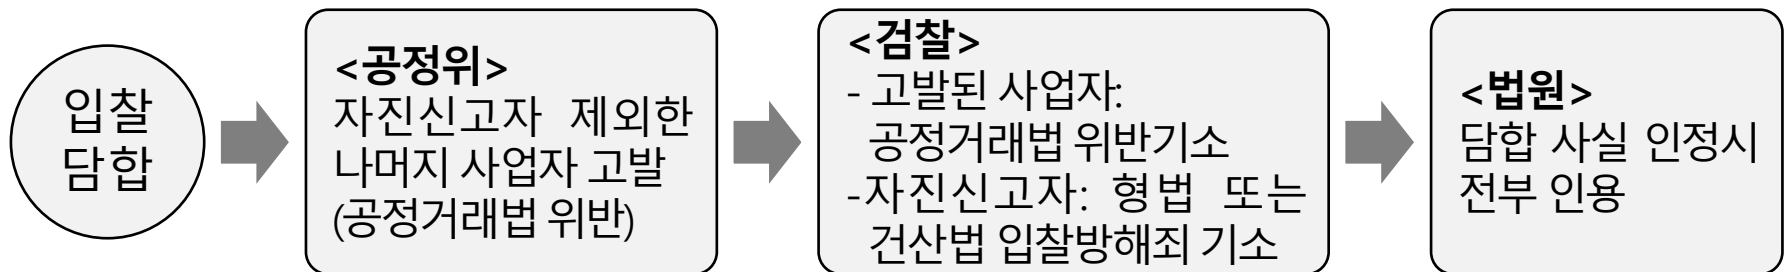 입찰
담합
<공정위>
자진신고자 제외한
나머지 사업자 고발
(공정거래법 위반)
<검찰>
- 고발된 사업자:
공정거래법 위반기소
-자진신고자: 형법 또는
건산법 입찰방해죄 기소
<법원>
담합 사실 인정시
전부 인용